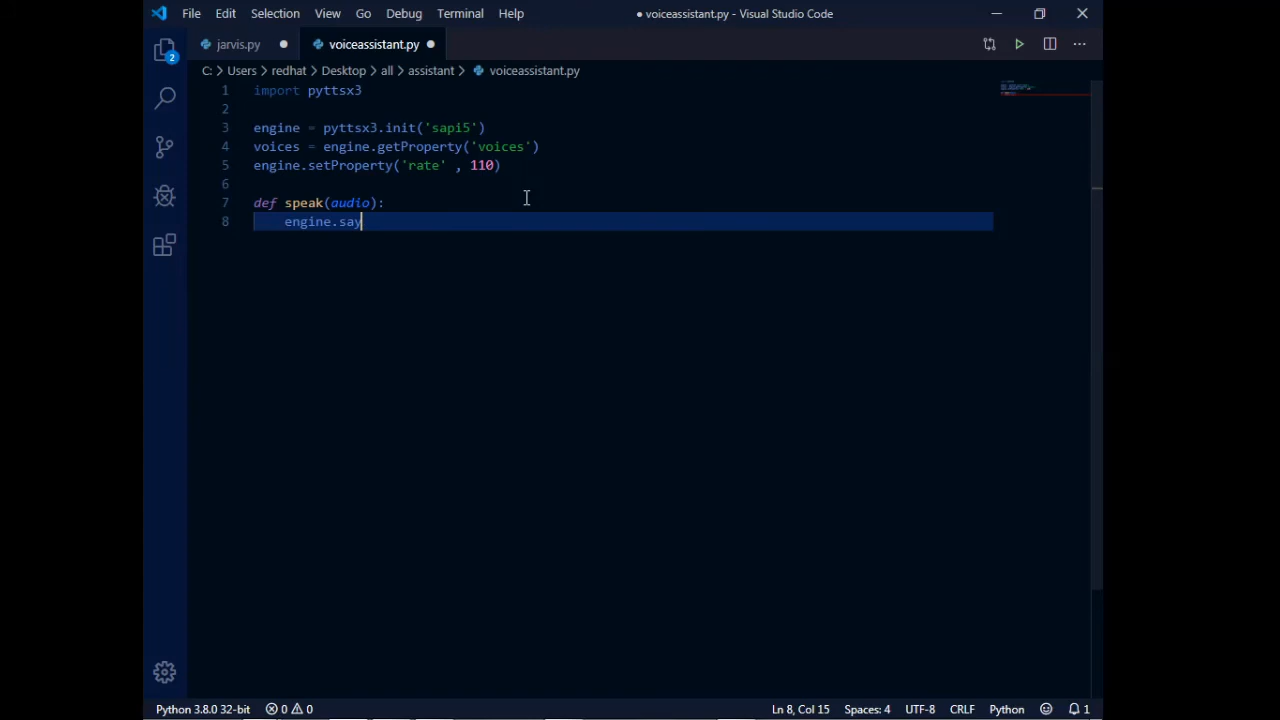 File Edit Selection View Go Debug Terminal Help ● voiceassistant.py - Visual Studio Code
jarvis.py voiceassistant.py
C: > Users > redhat > Desktop > all > assistant > voiceassistant.py
1 import pyttsx3
2
3 engine = pyttsx3.init('sapi5')
4 voices = engine.getProperty('voices')
5 engine.setProperty('rate' , 110)
6
7 def speak(audio):
8 engine.say
2
Python 3.8.0 32-bit 0 0 Ln 8, Col 15 Spaces: 4 UTF-8 CRLF Python 1